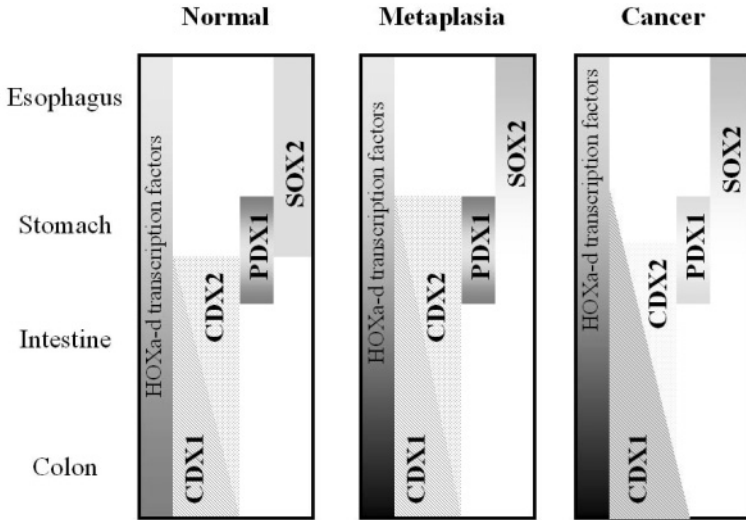 Normal
Metaplasia
Cancer
Esophagus
Stomach
Intestine
Colon
HOXa-d transcription factors
CDX1
CDX2
PDX1
SOX2
HOXa-d transcription factors
CDX1
CDX2
PDX1
SOX2
HOXa-d transcription factors
CDX1
CDX2
PDX1
SOX2